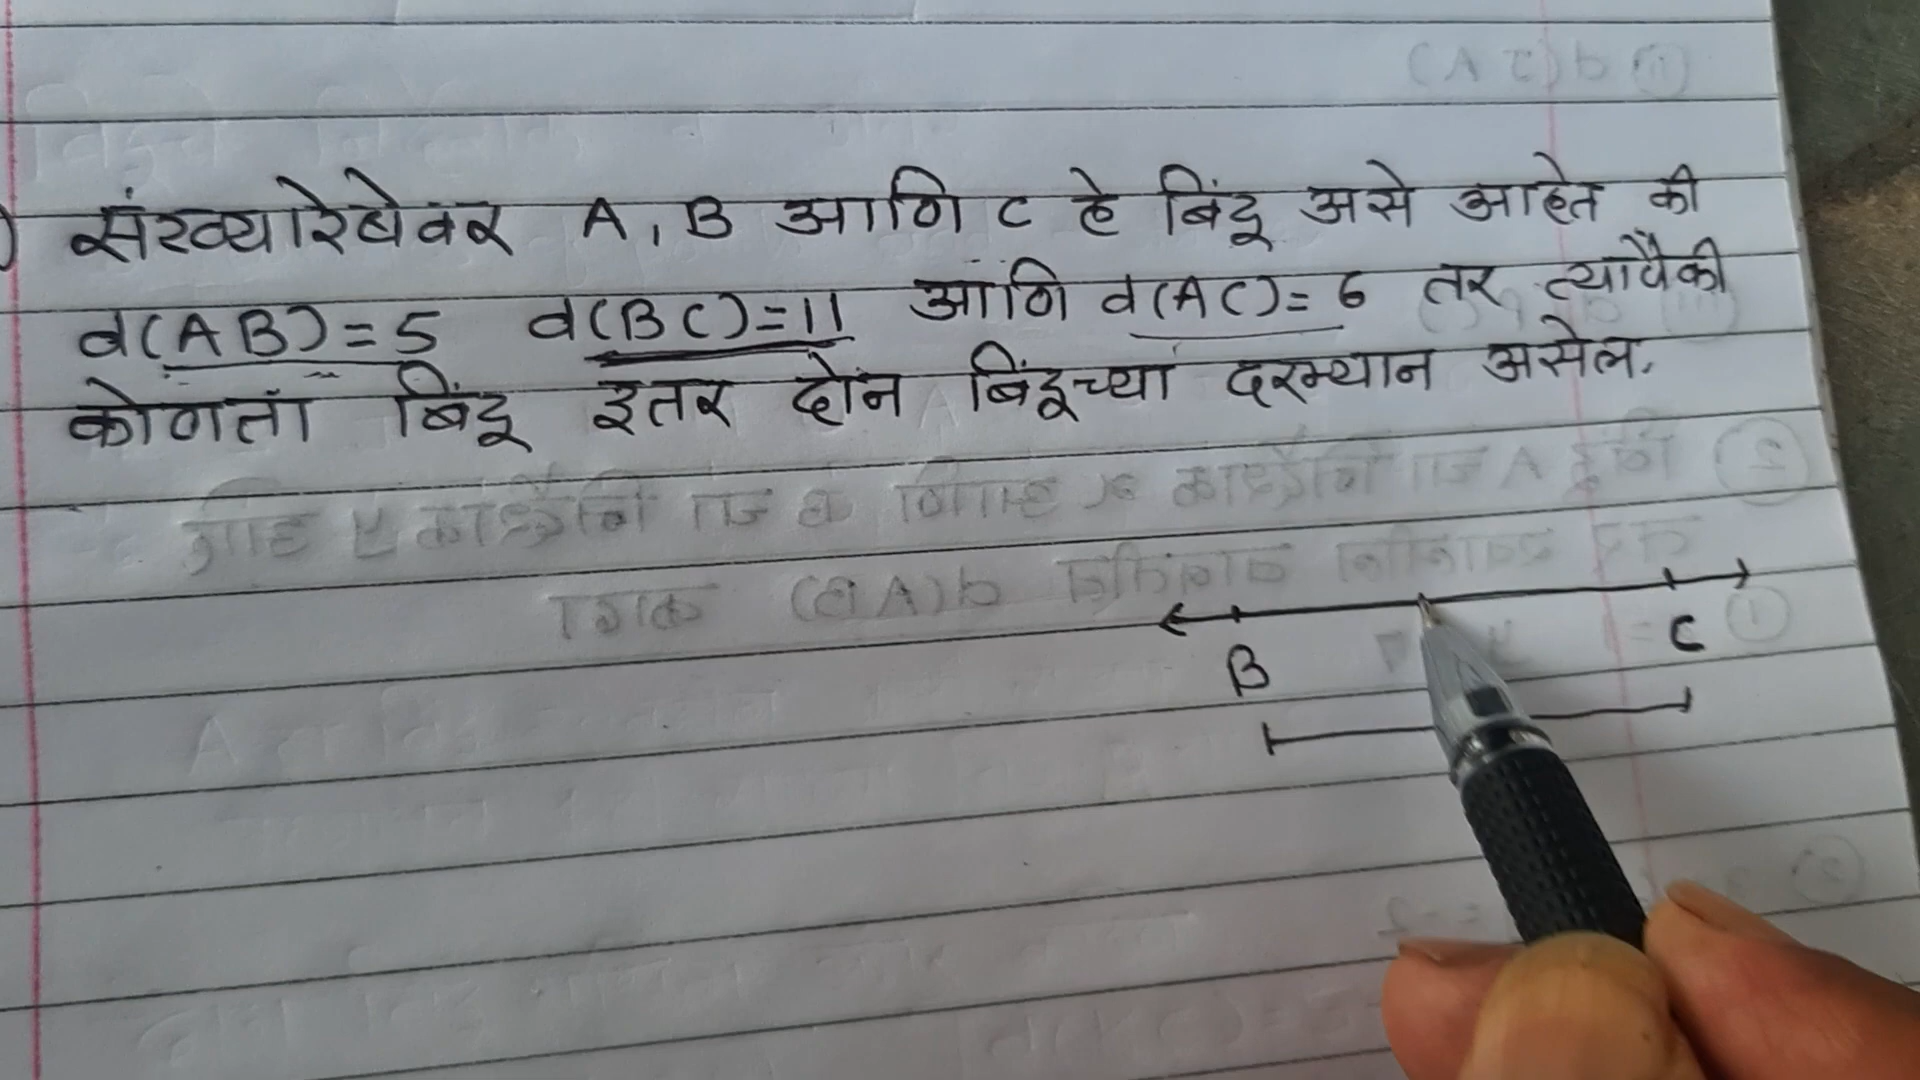 संख्यारेषेवर A, B आणि C हे बिंदू असे आहेत की
d(AB)=5 d(BC)=11 आणि d(AC)=6 तर त्यापैकी
कोणता बिंदू इतर दोन बिंदूच्या दरम्यान असेल.
B C